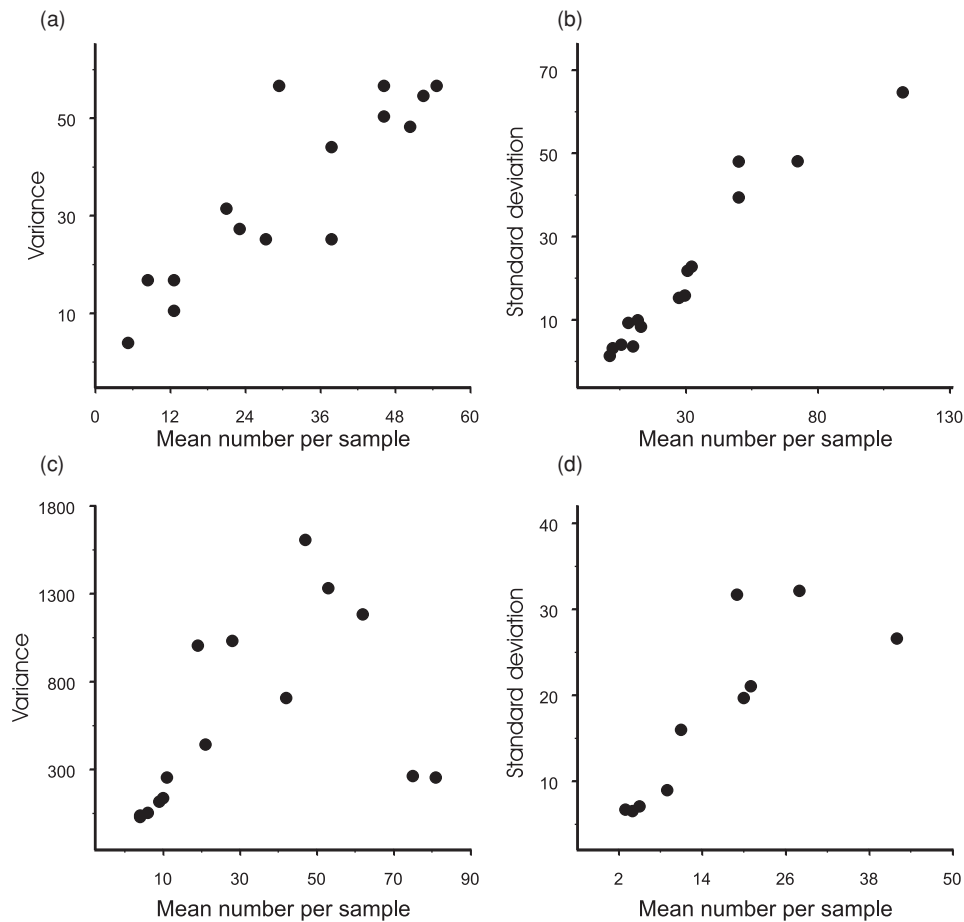 (a)
50
30
10
Variance
0 12 24 36 48 60
Mean number per sample
(b)
70
50
30
10
Standard deviation
30 80 130
Mean number per sample
(c)
1800
1300
800
300
Variance
10 30 50 70 90
Mean number per sample
(d)
40
30
20
10
Standard deviation
2 14 26 38 50
Mean number per sample